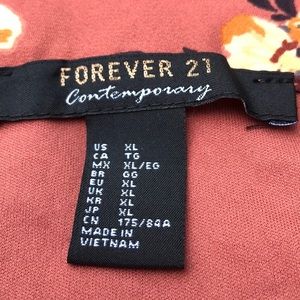 FOREVER 21
Contemporary
US XL
CA TG
MX XL/EG
BR GG
EU XL
UK XL
KR XL
JP XL
CN 175/84A
MADE IN
VIETNAM